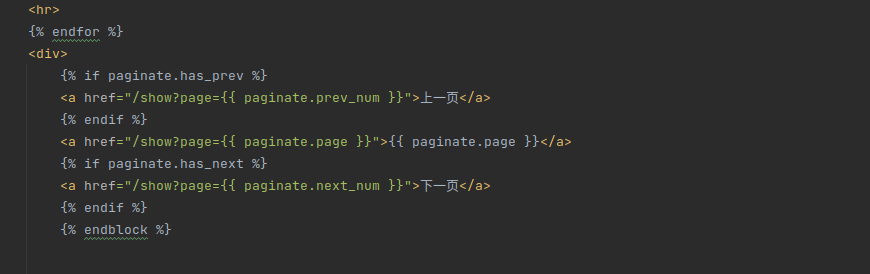 <hr>
{% endfor %}
<div>
{% if paginate.has_prev %}
<a href="/show?page={{ paginate.prev_num }}">上一页</a>
{% endif %}
<a href="/show?page={{ paginate.page }}">{{ paginate.page }}</a>
{% if paginate.has_next %}
<a href="/show?page={{ paginate.next_num }}">下一页</a>
{% endif %}
{% endblock %}